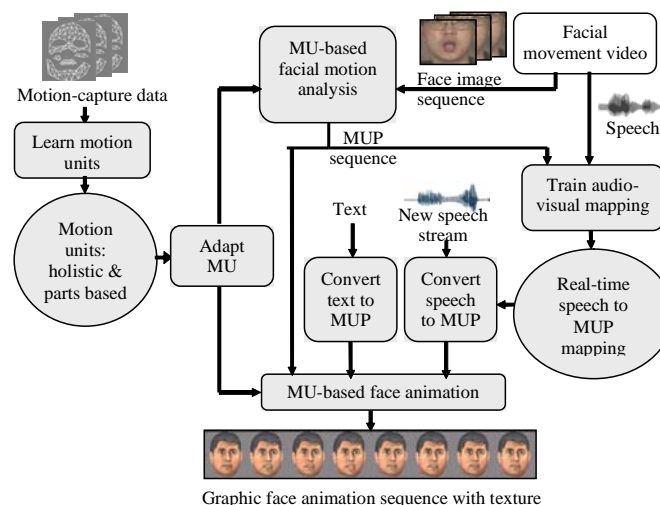 MU-based
facial motion
analysis
Facial
movement video
Face image
sequence
Motion-capture data
Speech
Learn motion
units
MUP
sequence
Train audio-
visual mapping
Motion
units:
holistic &
parts based
Adapt
MU
Text
New speech
stream
Convert
text to
MUP
Convert
speech
to MUP
Real-time
speech to
MUP
mapping
MU-based face animation
Graphic face animation sequence with texture